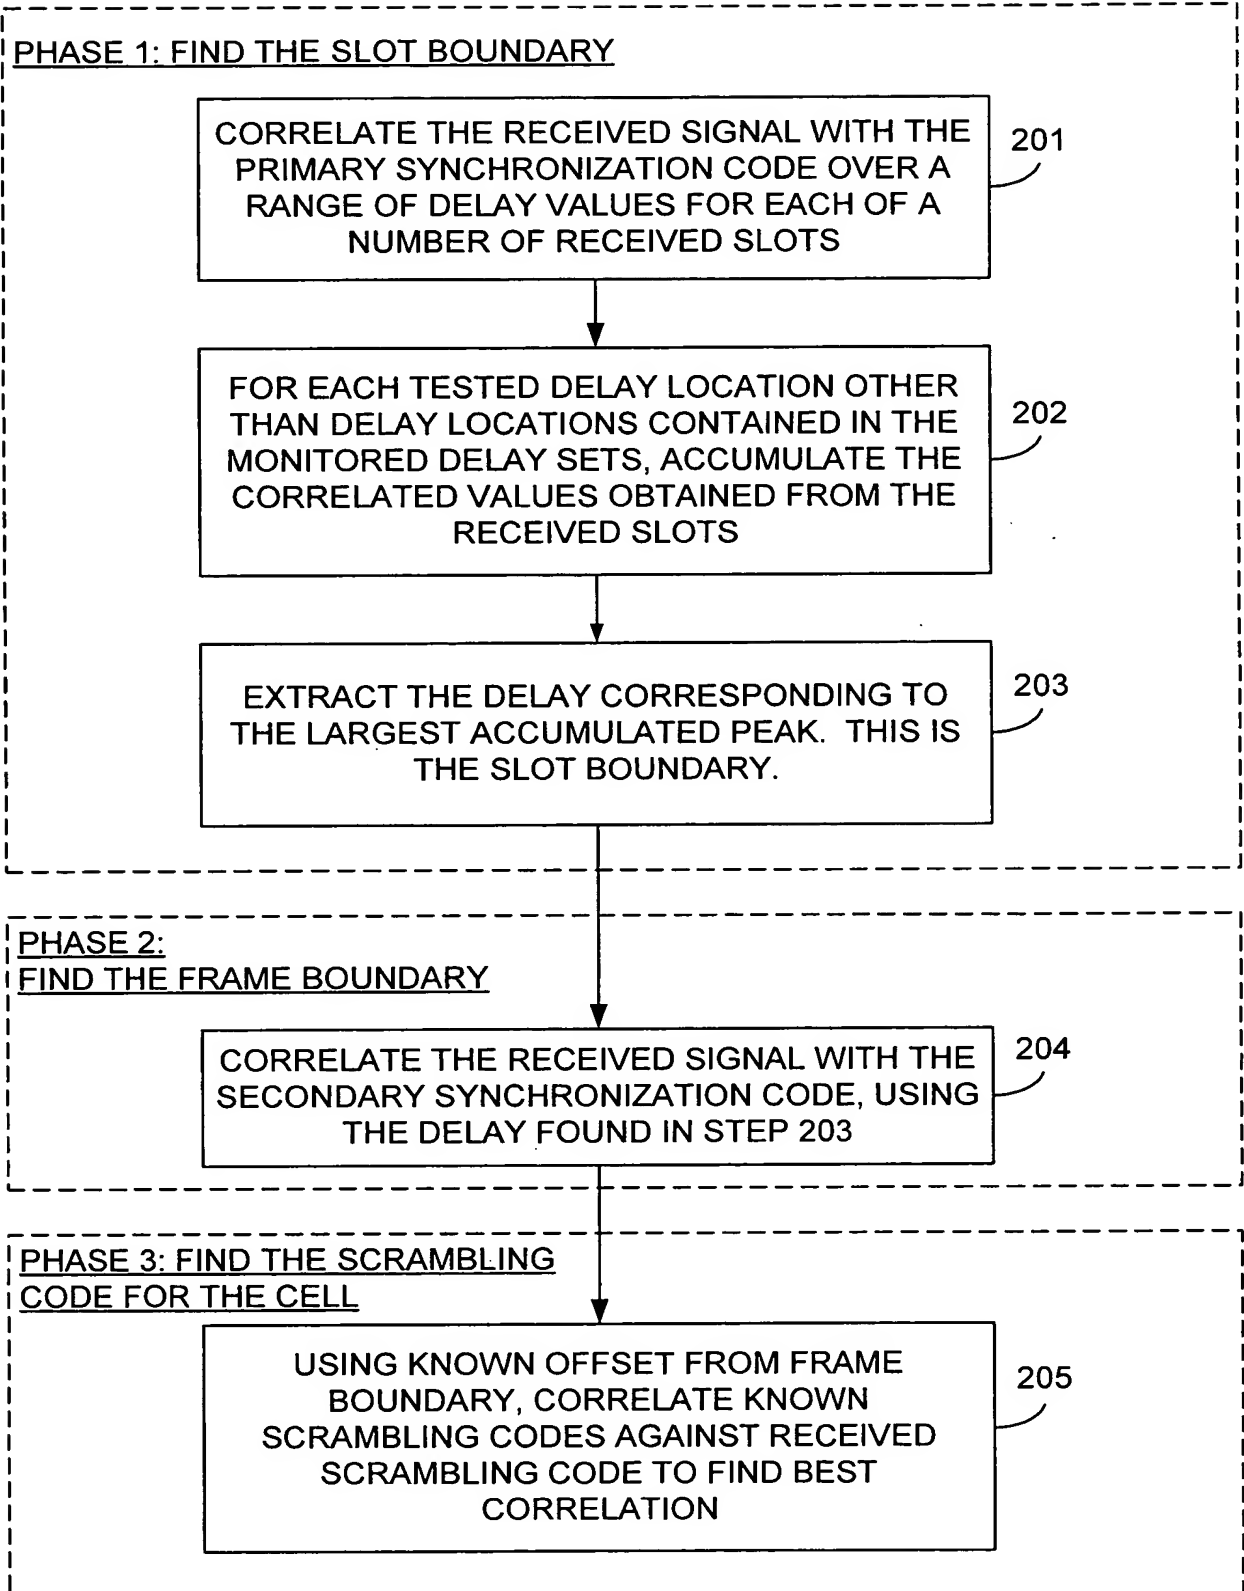 PHASE 1: FIND THE SLOT BOUNDARY
CORRELATE THE RECEIVED SIGNAL WITH THE
PRIMARY SYNCHRONIZATION CODE OVER A
RANGE OF DELAY VALUES FOR EACH OF A
NUMBER OF RECEIVED SLOTS
201
FOR EACH TESTED DELAY LOCATION OTHER
THAN DELAY LOCATIONS CONTAINED IN THE
MONITORED DELAY SETS, ACCUMULATE THE
CORRELATED VALUES OBTAINED FROM THE
RECEIVED SLOTS
202
EXTRACT THE DELAY CORRESPONDING TO
THE LARGEST ACCUMULATED PEAK. THIS IS
THE SLOT BOUNDARY.
203
PHASE 2:
FIND THE FRAME BOUNDARY
CORRELATE THE RECEIVED SIGNAL WITH THE
SECONDARY SYNCHRONIZATION CODE, USING
THE DELAY FOUND IN STEP 203
204
PHASE 3: FIND THE SCRAMBLING
CODE FOR THE CELL
USING KNOWN OFFSET FROM FRAME
BOUNDARY, CORRELATE KNOWN
SCRAMBLING CODES AGAINST RECEIVED
SCRAMBLING CODE TO FIND BEST
CORRELATION
205